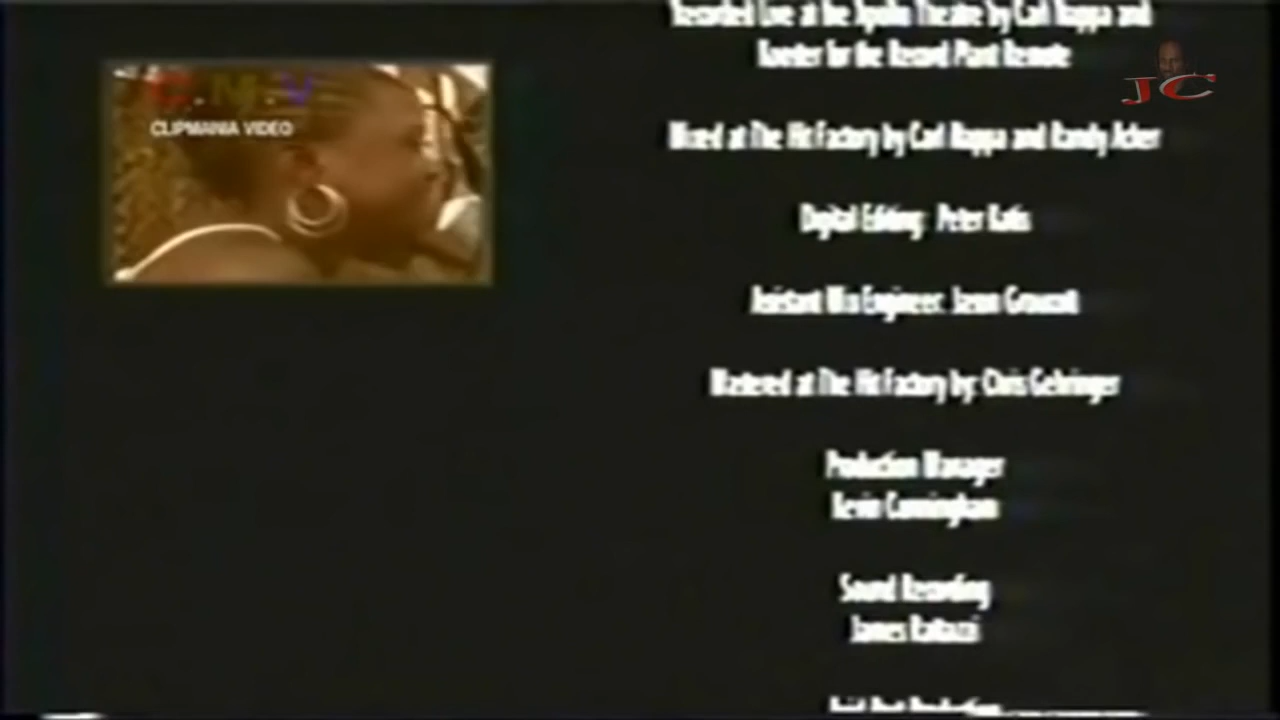 C.M.V
CLIPMANIA VIDEO
JC
Recorded Live at the Apollo Theatre by Carl Nappa and
Kooster for the Record Plant Remote
Mixed at The Hit Factory by Carl Nappa and Randy
Digital Editing: Peter Katis
Assistant Mix Engineer: Jason Groucott
Mastered at The Hit Factory by: Chris Gehringer
Production Manager
Kevin Cunningham
Sound Recording
James